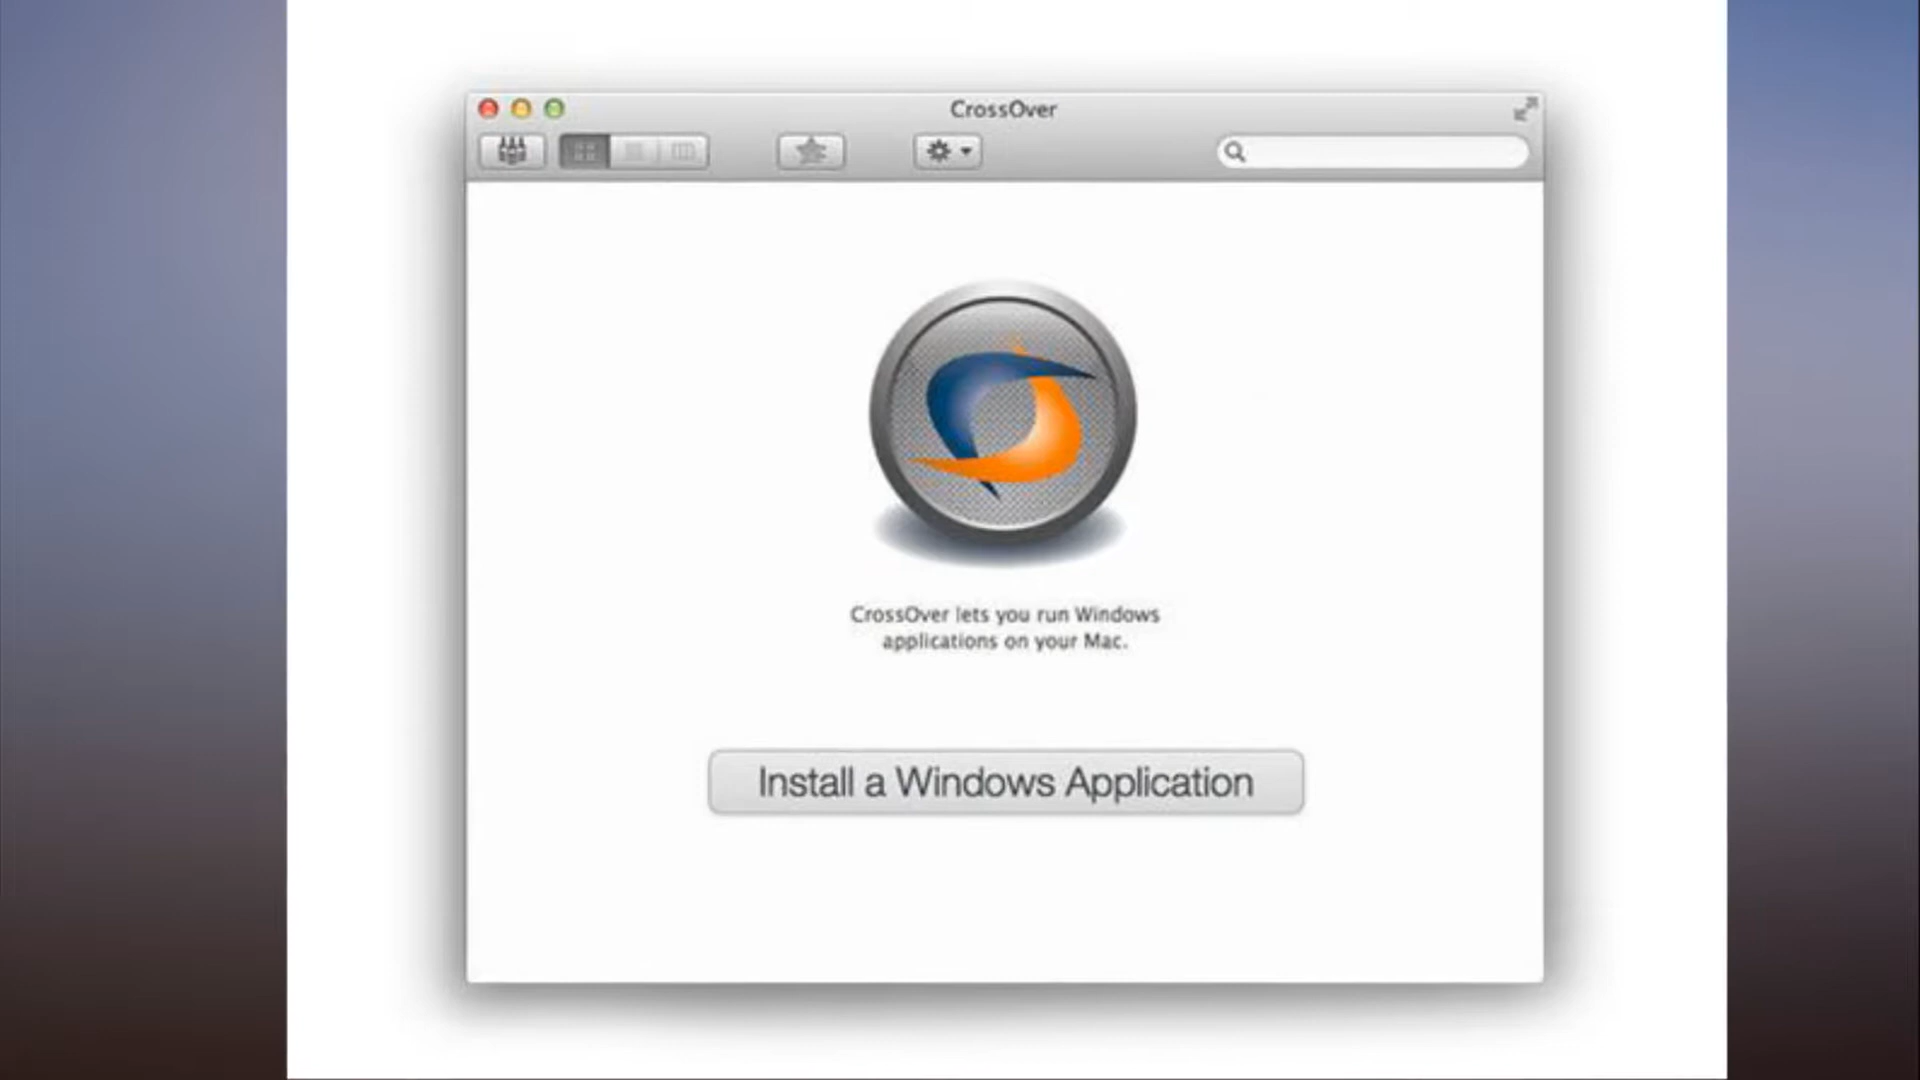 CrossOver
CrossOver lets you run Windows
applications on your Mac.
Install a Windows Application